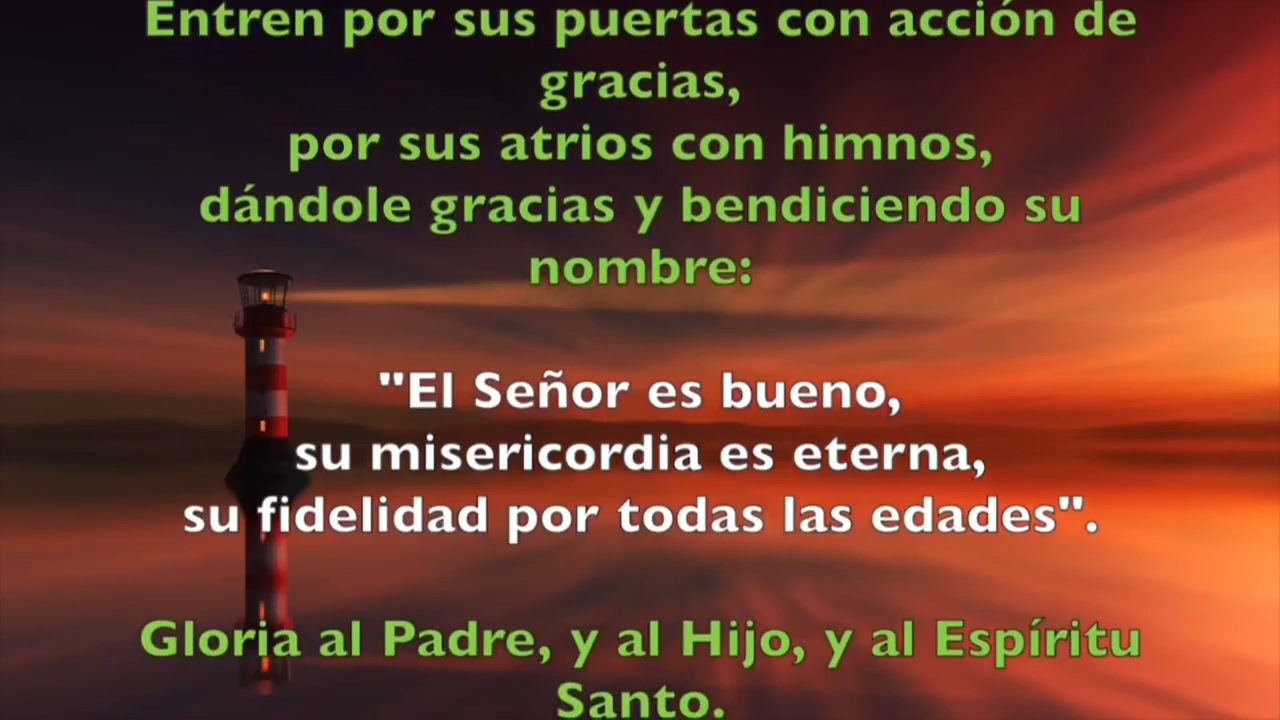 Entren por sus puertas con acción de
gracias,
por sus atrios con himnos,
dándole gracias y bendiciendo su
nombre:
"El Señor es bueno,
su misericordia es eterna,
su fidelidad por todas las edades".
Gloria al Padre, y al Hijo, y al Espíritu
Santo.